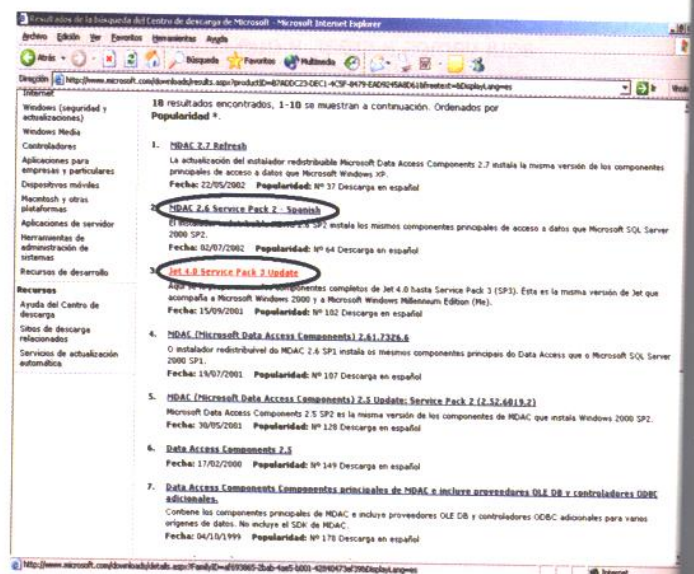 Resultados de la búsqueda del Centro de descarga de Microsoft - Microsoft Internet Explorer
Archivo Edición Ver Favoritos Herramientas Ayuda
Atrás Búsqueda Favoritos Multimedia
Dirección
Ir
Internet
Windows (seguridad y
actualizaciones)
Windows Media
Controladores
Aplicaciones para
empresas y particulares
Dispositivos móviles
Macintosh y otras
plataformas
Aplicaciones de servidor
Herramientas de
administración de
sistemas
Recursos de desarrollo
Recursos
Ayuda del Centro de
descarga
Sitios de descarga
relacionados
Servicios de actualización
automática
18 resultados encontrados, 1-10 se muestran a continuación. Ordenados por
Popularidad *.
1. MDAC 2.7 Refresh
La actualización del instalador redistribuible Microsoft Data Access Components 2.7 instala la misma versión de los componentes
principales de acceso a datos que Microsoft Windows XP.
Fecha: 22/05/2002 Popularidad: Nº 37 Descarga en español
2. MDAC 2.6 Service Pack 2 - Spanish
El instalador redistribuible 2.6 SP2 instala los mismos componentes principales de acceso a datos que Microsoft SQL Server
2000 SP2.
Fecha: 02/07/2002 Popularidad: Nº 64 Descarga en español
3. Jet 4.0 Service Pack 3 Update
componentes completos de Jet 4.0 hasta Service Pack 3 (SP3). Ésta es la misma versión de Jet que
acompaña a Microsoft Windows 2000 y a Microsoft Windows Millennum Edition (Me).
Fecha: 15/09/2001 Popularidad: Nº 102 Descarga en español
4. MDAC (Microsoft Data Access Components) 2.61.7326.6
O instalador redistribuível do MDAC 2.6 SP1 instala os mesmos componentes principais do Data Access que o Microsoft SQL Server
2000 SP1.
Fecha: 19/07/2001 Popularidad: Nº 107 Descarga en español
5. MDAC (Microsoft Data Access Components) 2.5 Update: Service Pack 2 (2.52.6019.2)
Microsoft Data Access Components 2.5 SP2 es la misma versión de los componentes de MDAC que instala Windows 2000 SP2.
Fecha: 30/05/2001 Popularidad: Nº 128 Descarga en español
6. Data Access Components 2.5
Fecha: 17/02/2000 Popularidad: Nº 149 Descarga en español
7. Data Access Components Componentes principales de MDAC e incluye proveedores OLE DB y controladores ODBC
adicionales.
Contiene los componentes principales de MDAC e incluye proveedores OLE DB y controladores ODBC adicionales para varios
orígenes de datos. No incluye el SDK de MDAC.
Fecha: 04/10/1999 Popularidad: Nº 178 Descarga en español
Internet